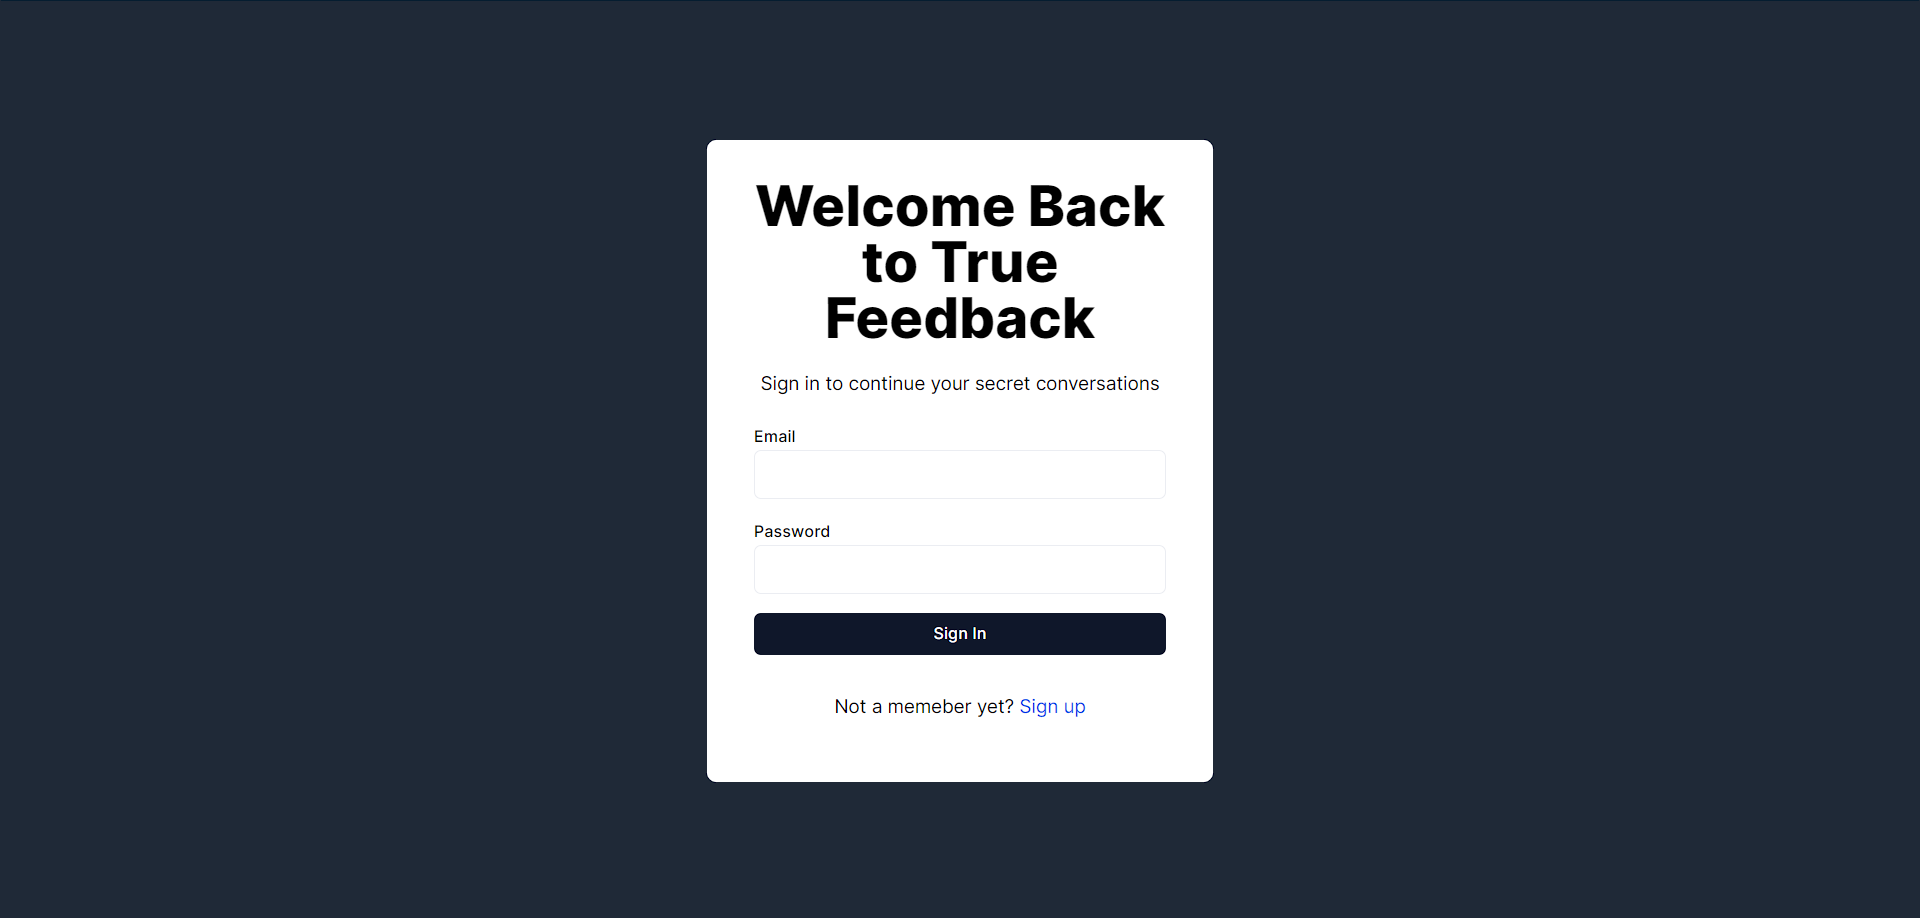 Welcome Back
to True
Feedback
Sign in to continue your secret conversations
Email
Password
Sign In
Not a memeber yet? Sign up